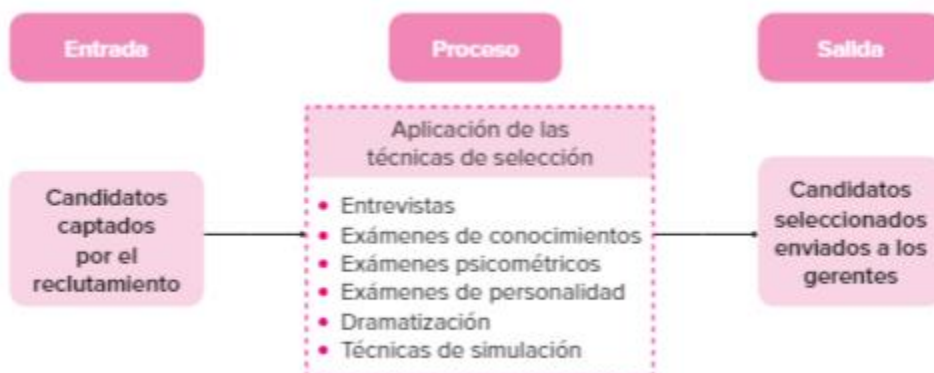 Entrada
Proceso
Salida
Candidatos
captados
por el
reclutamiento
Aplicación de las
técnicas de selección
• Entrevistas
• Exámenes de conocimientos
• Exámenes psicométricos
• Exámenes de personalidad
• Dramatización
• Técnicas de simulación
Candidatos
seleccionados
enviados a los
gerentes